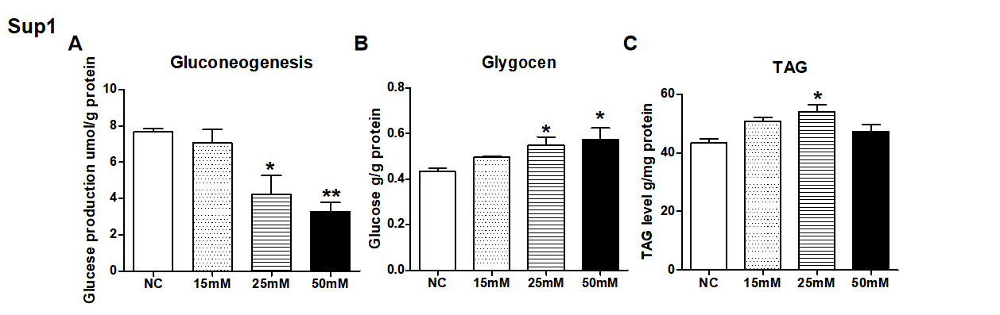 Sup1
A
Gluconeogenesis
Glucese production umol/g protein
10
8
6
4
2
0
*
**
NC 15mM 25mM 50mM
B
Glygocen
Glucose g/g protein
0.8
0.6
0.4
0.2
0.0
*
*
NC 15mM 25mM 50mM
C
TAG
TAG level g/mg protein
60
40
20
0
*
NC 15mM 25mM 50mM